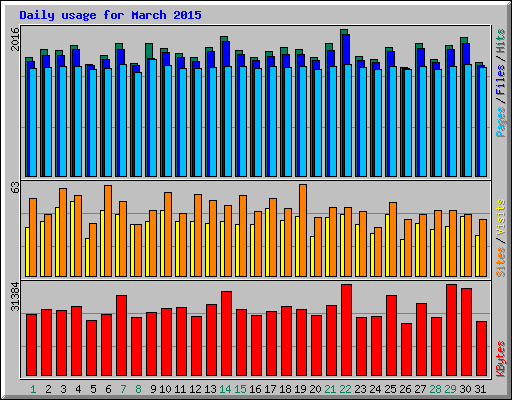 Daily usage for March 2015
2016
Pages / Files / Hits
63
Sites / Visits
31384
KBytes
1 2 3 4 5 6 7 8 9 10 11 12 13 14 15 16 17 18 19 20 21 22 23 24 25 26 27 28 29 30 31